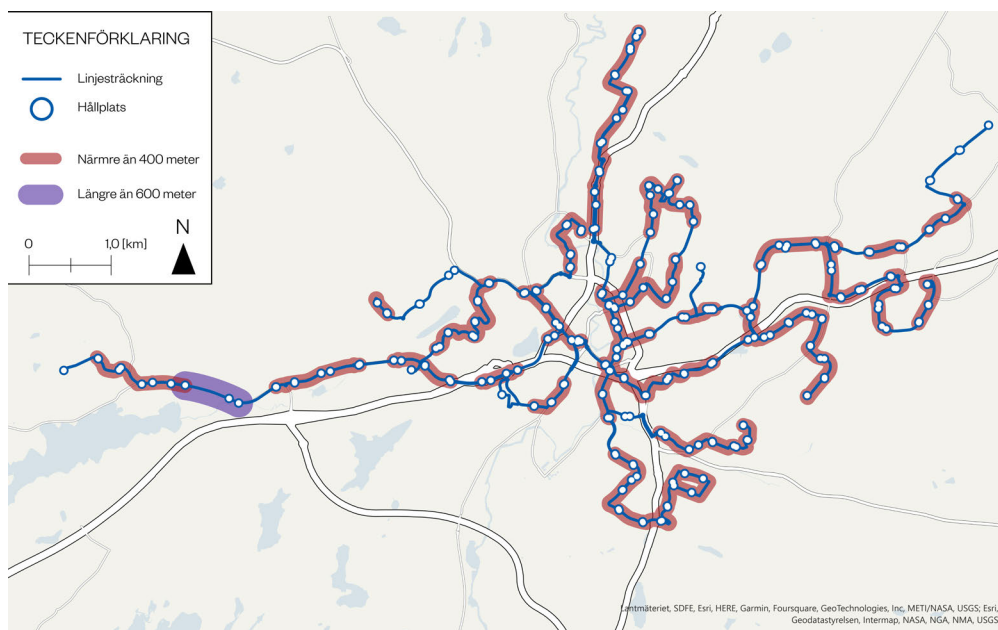 TECKENFÖRKLARING
Linjesträckning
Hållplats
Närmre än 400 meter
Längre än 600 meter
N
0 1,0 [km]
Lantmäteriet, SDFE, Esri, HERE, Garmin, Foursquare, GeoTechnologies, Inc, METI/NASA, USGS; Esri,
Geodatastyrelsen, Intermap, NASA, NGA, NMA, USGS